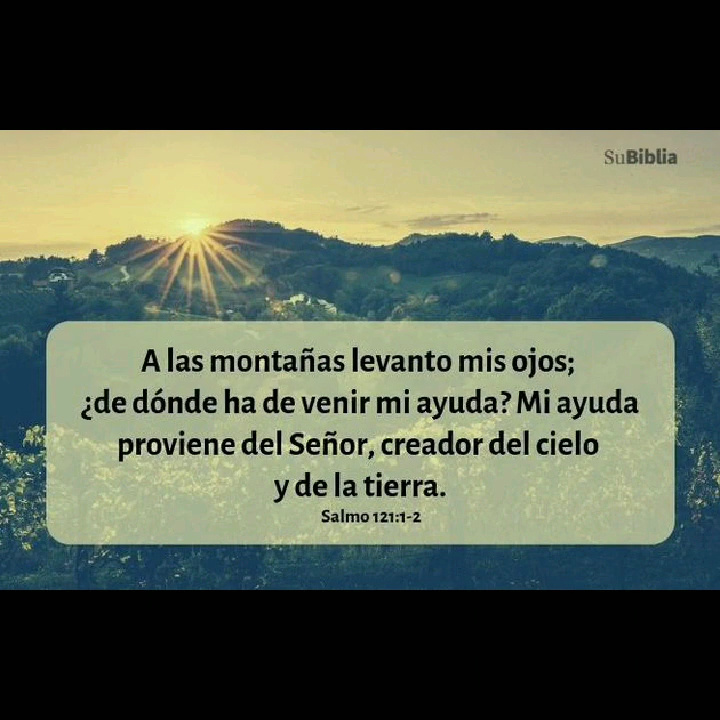 SuBiblia
A las montañas levanto mis ojos;
¿de dónde ha de venir mi ayuda? Mi ayuda
proviene del Señor, creador del cielo
y de la tierra.
Salmo 121:1-2